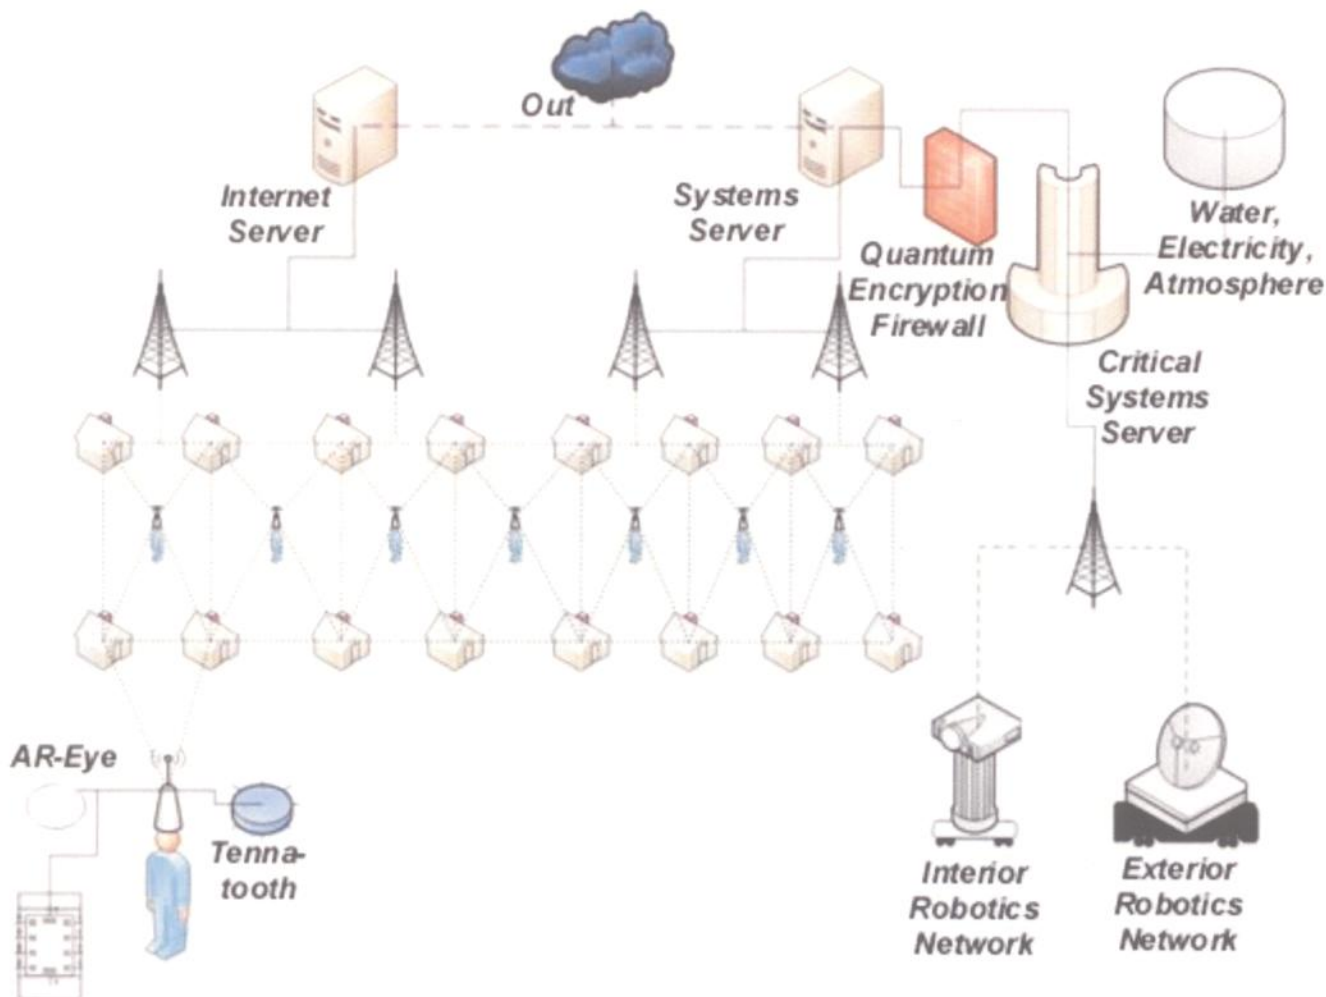 Out
Internet
Server
Systems
Server
Quantum
Encryption
Firewall
Water,
Electricity,
Atmosphere
Critical
Systems
Server
AR-Eye
Tenna-
tooth
Interior
Robotics
Network
Exterior
Robotics
Network